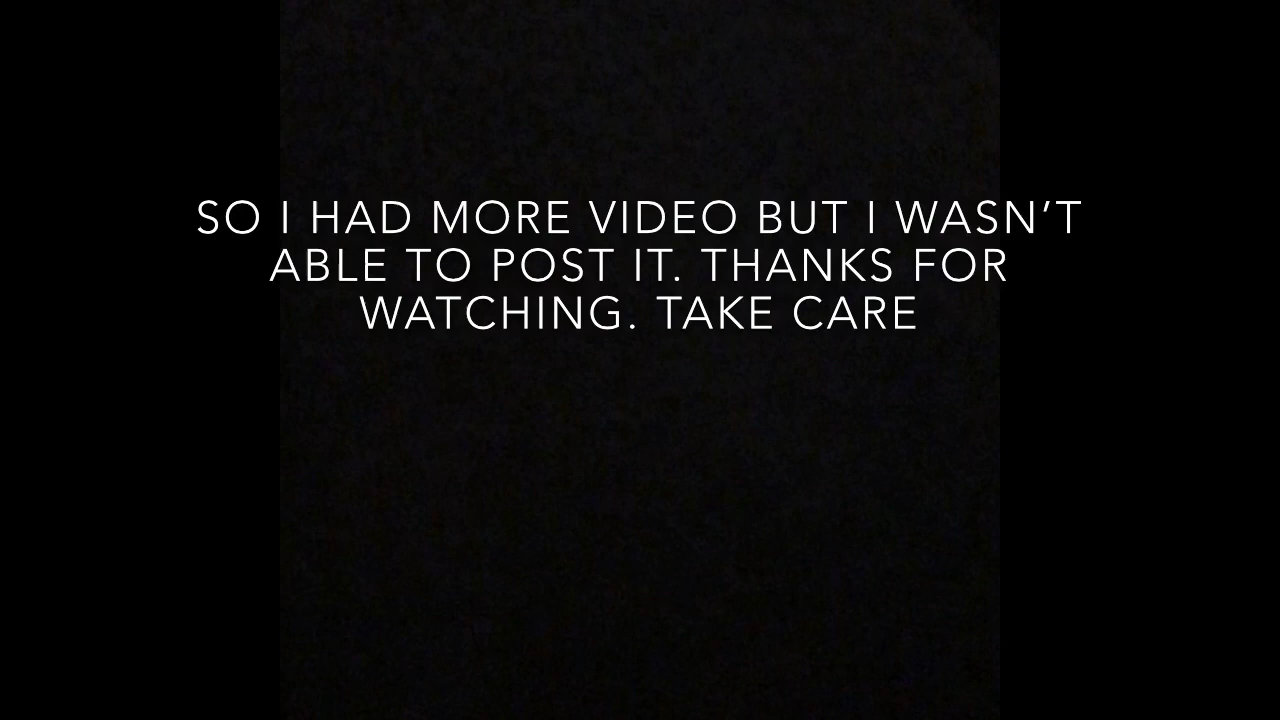 SO I HAD MORE VIDEO BUT I WASN’T
ABLE TO POST IT. THANKS FOR
WATCHING. TAKE CARE